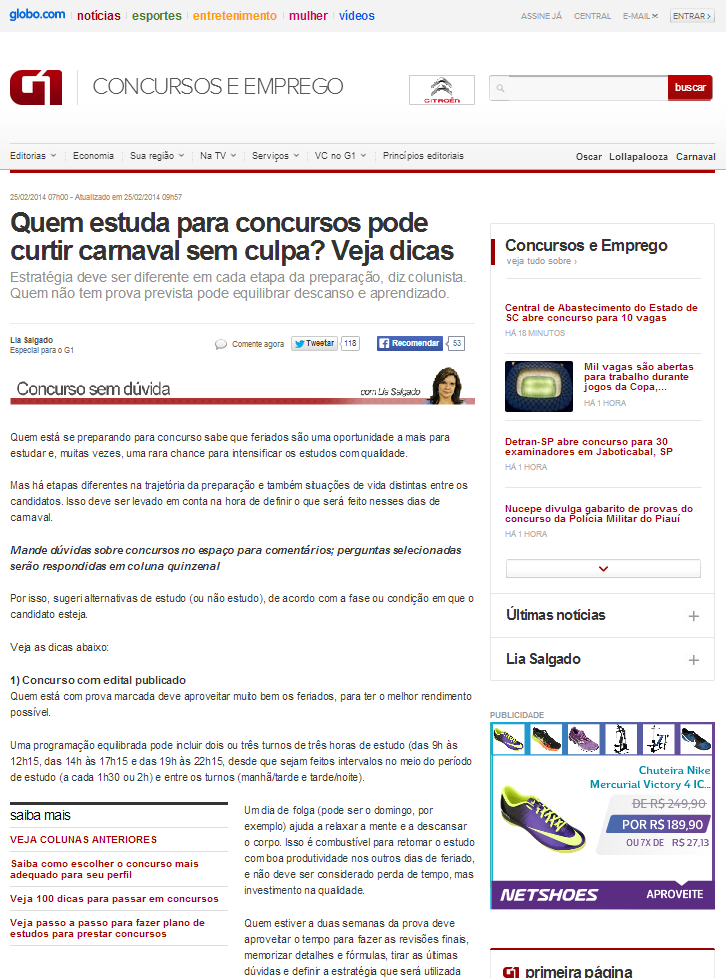 globo.com notícias esportes entretenimento mulher vídeos ASSINE JÁ CENTRAL E-MAIL ENTRAR ›
G1 CONCURSOS E EMPREGO CITROËN buscar
Editorias Economia Sua região Na TV Serviços VC no G1 Princípios editoriais Oscar Lollapalooza Carnaval
25/02/2014 07h00 - Atualizado em 25/02/2014 09h57
Quem estuda para concursos pode
curtir carnaval sem culpa? Veja dicas
Estratégia deve ser diferente em cada etapa da preparação, diz colunista.
Quem não tem prova prevista pode equilibrar descanso e aprendizado.
Lia Salgado
Especial para o G1
Comente agora Tweetar 118 Recomendar 53
Concurso sem dúvida com Lia Salgado
Quem está se preparando para concurso sabe que feriados são uma oportunidade a mais para
estudar e, muitas vezes, uma rara chance para intensificar os estudos com qualidade.
Mas há etapas diferentes na trajetória da preparação e também situações de vida distintas entre os
candidatos. Isso deve ser levado em conta na hora de definir o que será feito nesses dias de
carnaval.
Mande dúvidas sobre concursos no espaço para comentários; perguntas selecionadas
serão respondidas em coluna quinzenal
Por isso, sugeri alternativas de estudo (ou não estudo), de acordo com a fase ou condição em que o
candidato esteja.
Veja as dicas abaixo:
1) Concurso com edital publicado
Quem está com prova marcada deve aproveitar muito bem os feriados, para ter o melhor rendimento
possível.
Uma programação equilibrada pode incluir dois ou três turnos de três horas de estudo (das 9h às
12h15, das 14h às 17h15 e das 19h às 22h15, desde que sejam feitos intervalos no meio do período
de estudo (a cada 1h30 ou 2h) e entre os turnos (manhã/tarde e tarde/noite).
saiba mais
VEJA COLUNAS ANTERIORES
Saiba como escolher o concurso mais
adequado para seu perfil
Veja 100 dicas para passar em concursos
Veja passo a passo para fazer plano de
estudos para prestar concursos
Um dia de folga (pode ser o domingo, por
exemplo) ajuda a relaxar a mente e a descansar
o corpo. Isso é combustível para retomar o estudo
com boa produtividade nos outros dias de feriado,
e não deve ser considerado perda de tempo, mas
investimento na qualidade.
Quem estiver a duas semanas da prova deve
aproveitar o tempo para fazer as revisões finais,
memorizar detalhes e fórmulas, tirar as últimas
dúvidas e definir a estratégia que será utilizada
Concursos e Emprego
veja tudo sobre ›
Central de Abastecimento do Estado de
SC abre concurso para 10 vagas
HÁ 18 MINUTOS
Mil vagas são abertas
para trabalho durante
jogos da Copa,...
HÁ 1 HORA
Detran-SP abre concurso para 30
examinadores em Jaboticabal, SP
HÁ 1 HORA
Nucepe divulga gabarito de provas do
concurso da Polícia Militar do Piauí
HÁ 1 HORA
Últimas notícias +
Lia Salgado +
PUBLICIDADE
Chuteira Nike
Mercurial Victory 4 IC...
DE R$ 249,90
POR R$ 189,90
OU 7X DE R$ 27,13
NETSHOES APROVEITE
G1 primeira página